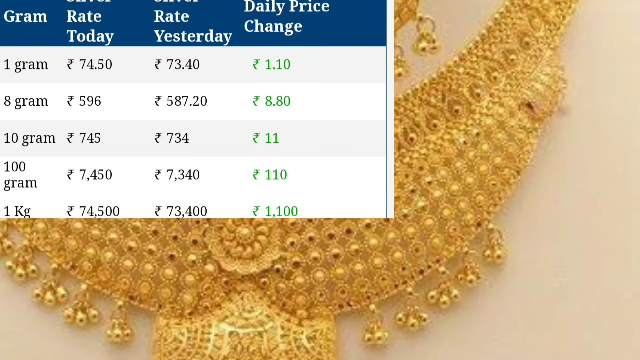 Gram Rate Today Rate Yesterday Daily Price Change
1 gram ₹ 74.50 ₹ 73.40 ₹ 1.10
8 gram ₹ 596 ₹ 587.20 ₹ 8.80
10 gram ₹ 745 ₹ 734 ₹ 11
100 gram ₹ 7,450 ₹ 7,340 ₹ 110
1 Kg ₹ 74,500 ₹ 73,400 ₹ 1,100